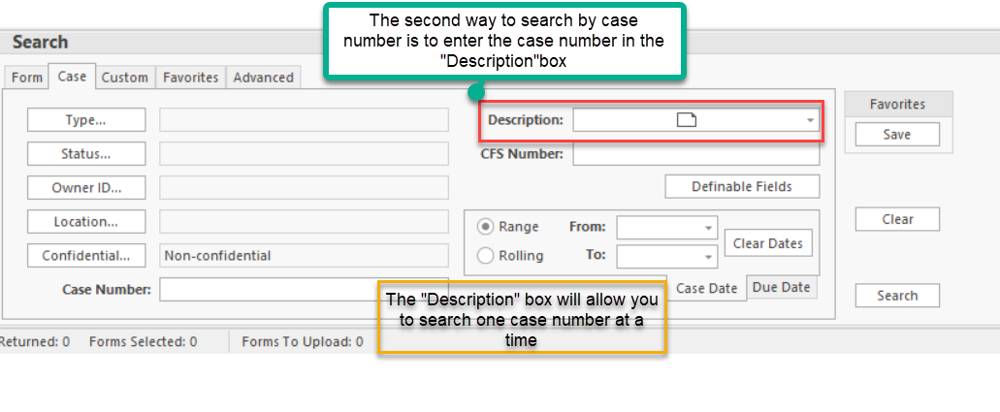 The second way to search by case
number is to enter the case number in the
"Description"box
Search
Form Case Custom Favorites Advanced
Type...
Status...
Owner ID...
Location...
Confidential... Non-confidential
Case Number:
Description:
CFS Number:
Definable Fields
Range From:
Rolling To:
Clear Dates
Case Date Due Date
Favorites
Save
Clear
Search
The "Description" box will allow you
to search one case number at a
time
Returned: 0 Forms Selected: 0 Forms To Upload: 0